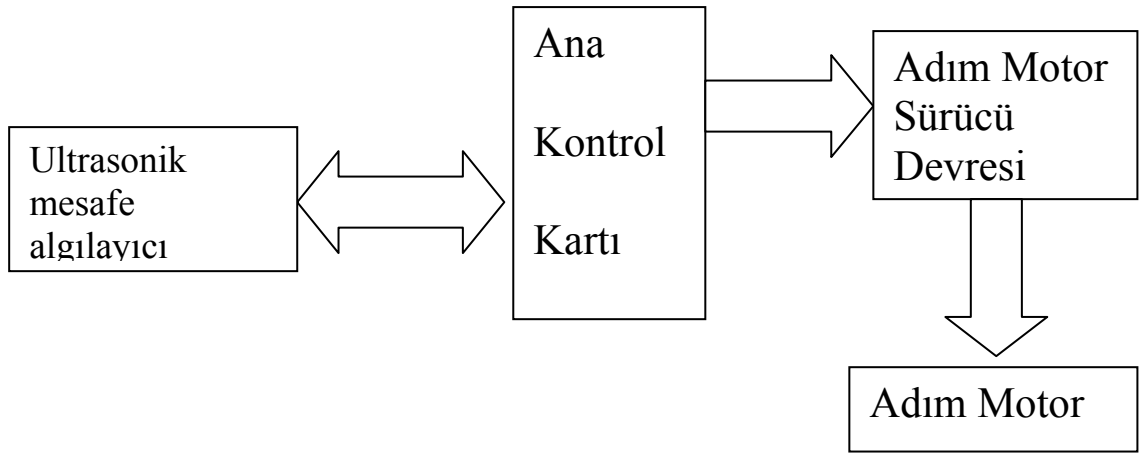 Ultrasonik
mesafe
algılayıcı
Ana
Kontrol
Kartı
Adım Motor
Sürücü
Devresi
Adım Motor